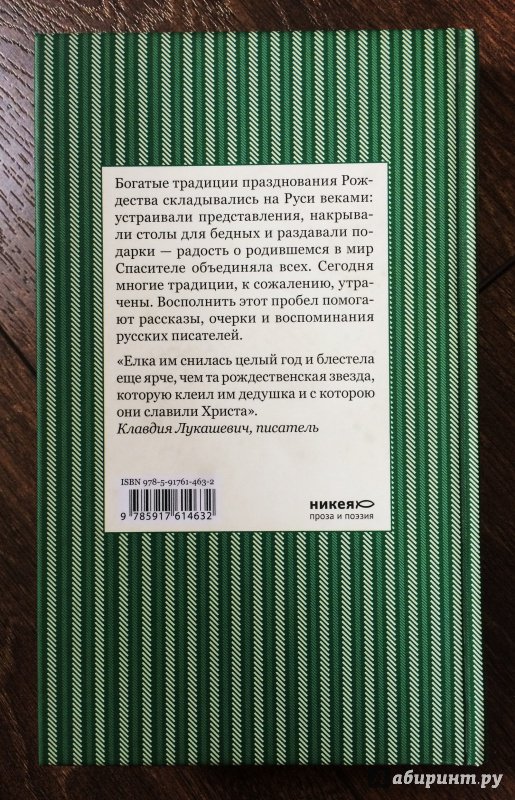 Богатые традиции празднования Рож-
дества складывались на Руси веками:
устраивали представления, накрыва-
ли столы для бедных и раздавали по-
дарки — радость о родившемся в мир
Спасителе объединяла всех. Сегодня
многие традиции, к сожалению, утра-
чены. Восполнить этот пробел помога-
ют рассказы, очерки и воспоминания
русских писателей.
«Елка им снилась целый год и блестела
еще ярче, чем та рождественская звезда,
которую клеил им дедушка и с которою
они славили Христа».
Клавдия Лукашевич, писатель
ISBN 978-5-91761-463-2
9 785917 614632
никея
проза и поэзия
абиринт.ру